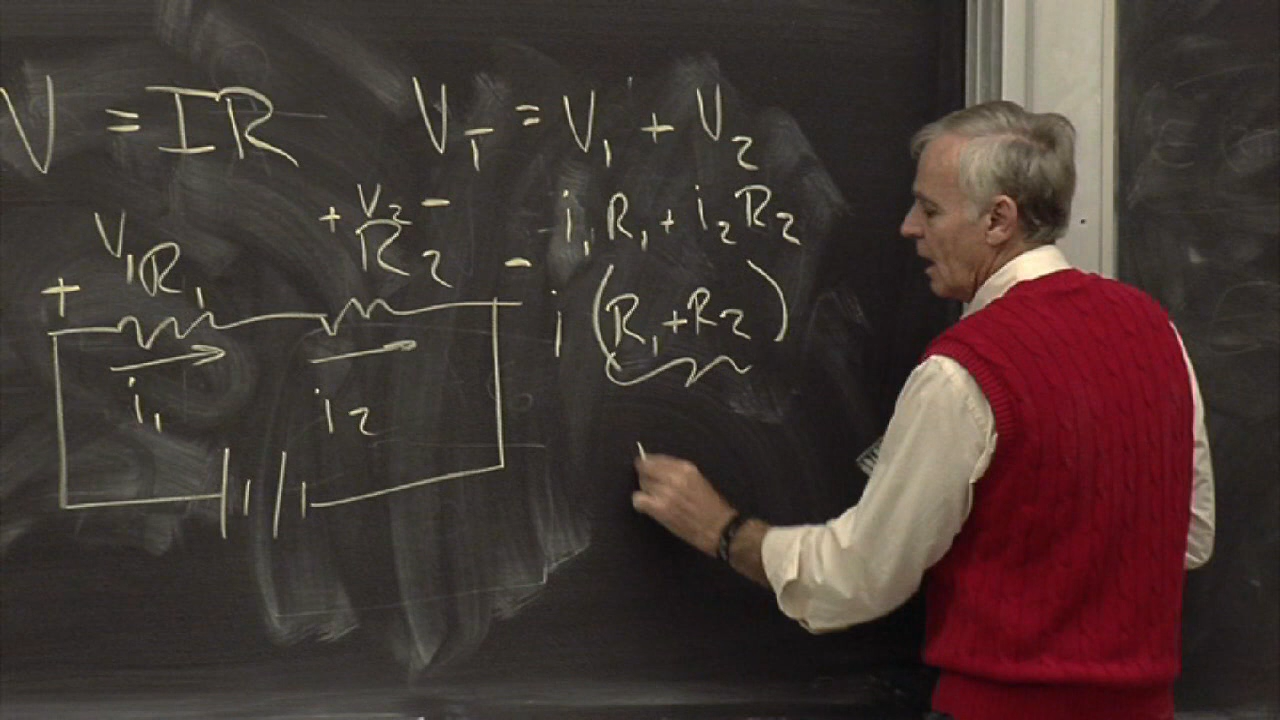 V = IR
V_T = V_1 + V_2
+ V_2 -
i_1 R_1 + i_2 R_2
V_1 R_1
R_2
+
-
i (R_1 + R_2)
i_1
i_2